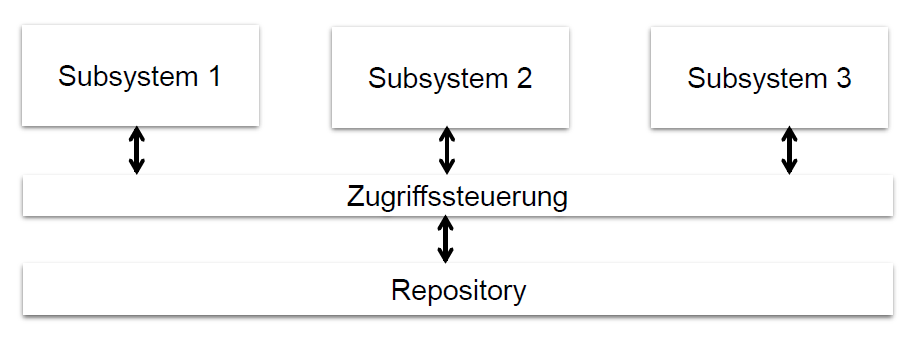 Subsystem 1
Subsystem 2
Subsystem 3
Zugriffssteuerung
Repository